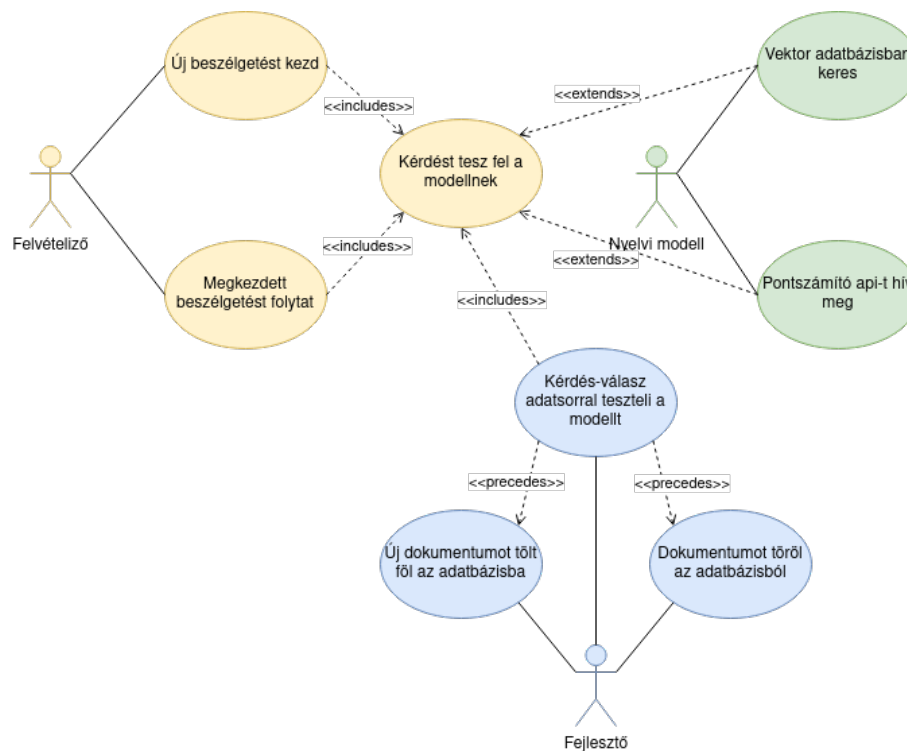 Új beszélgetést kezd
Vektor adatbázisban
keres
<<includes>>
<<extends>>
Kérdést tesz fel a
modellnek
Felvételiző
Nyelvi modell
<<includes>>
<<extends>>
Megkezdett
beszélgetést folytat
Pontszámító api-t hív
meg
<<includes>>
Kérdés-válasz
adatsorral teszteli a
modellt
<<precedes>>
<<precedes>>
Új dokumentumot tölt
föl az adatbázisba
Dokumentumot töröl
az adatbázisból
Fejlesztő